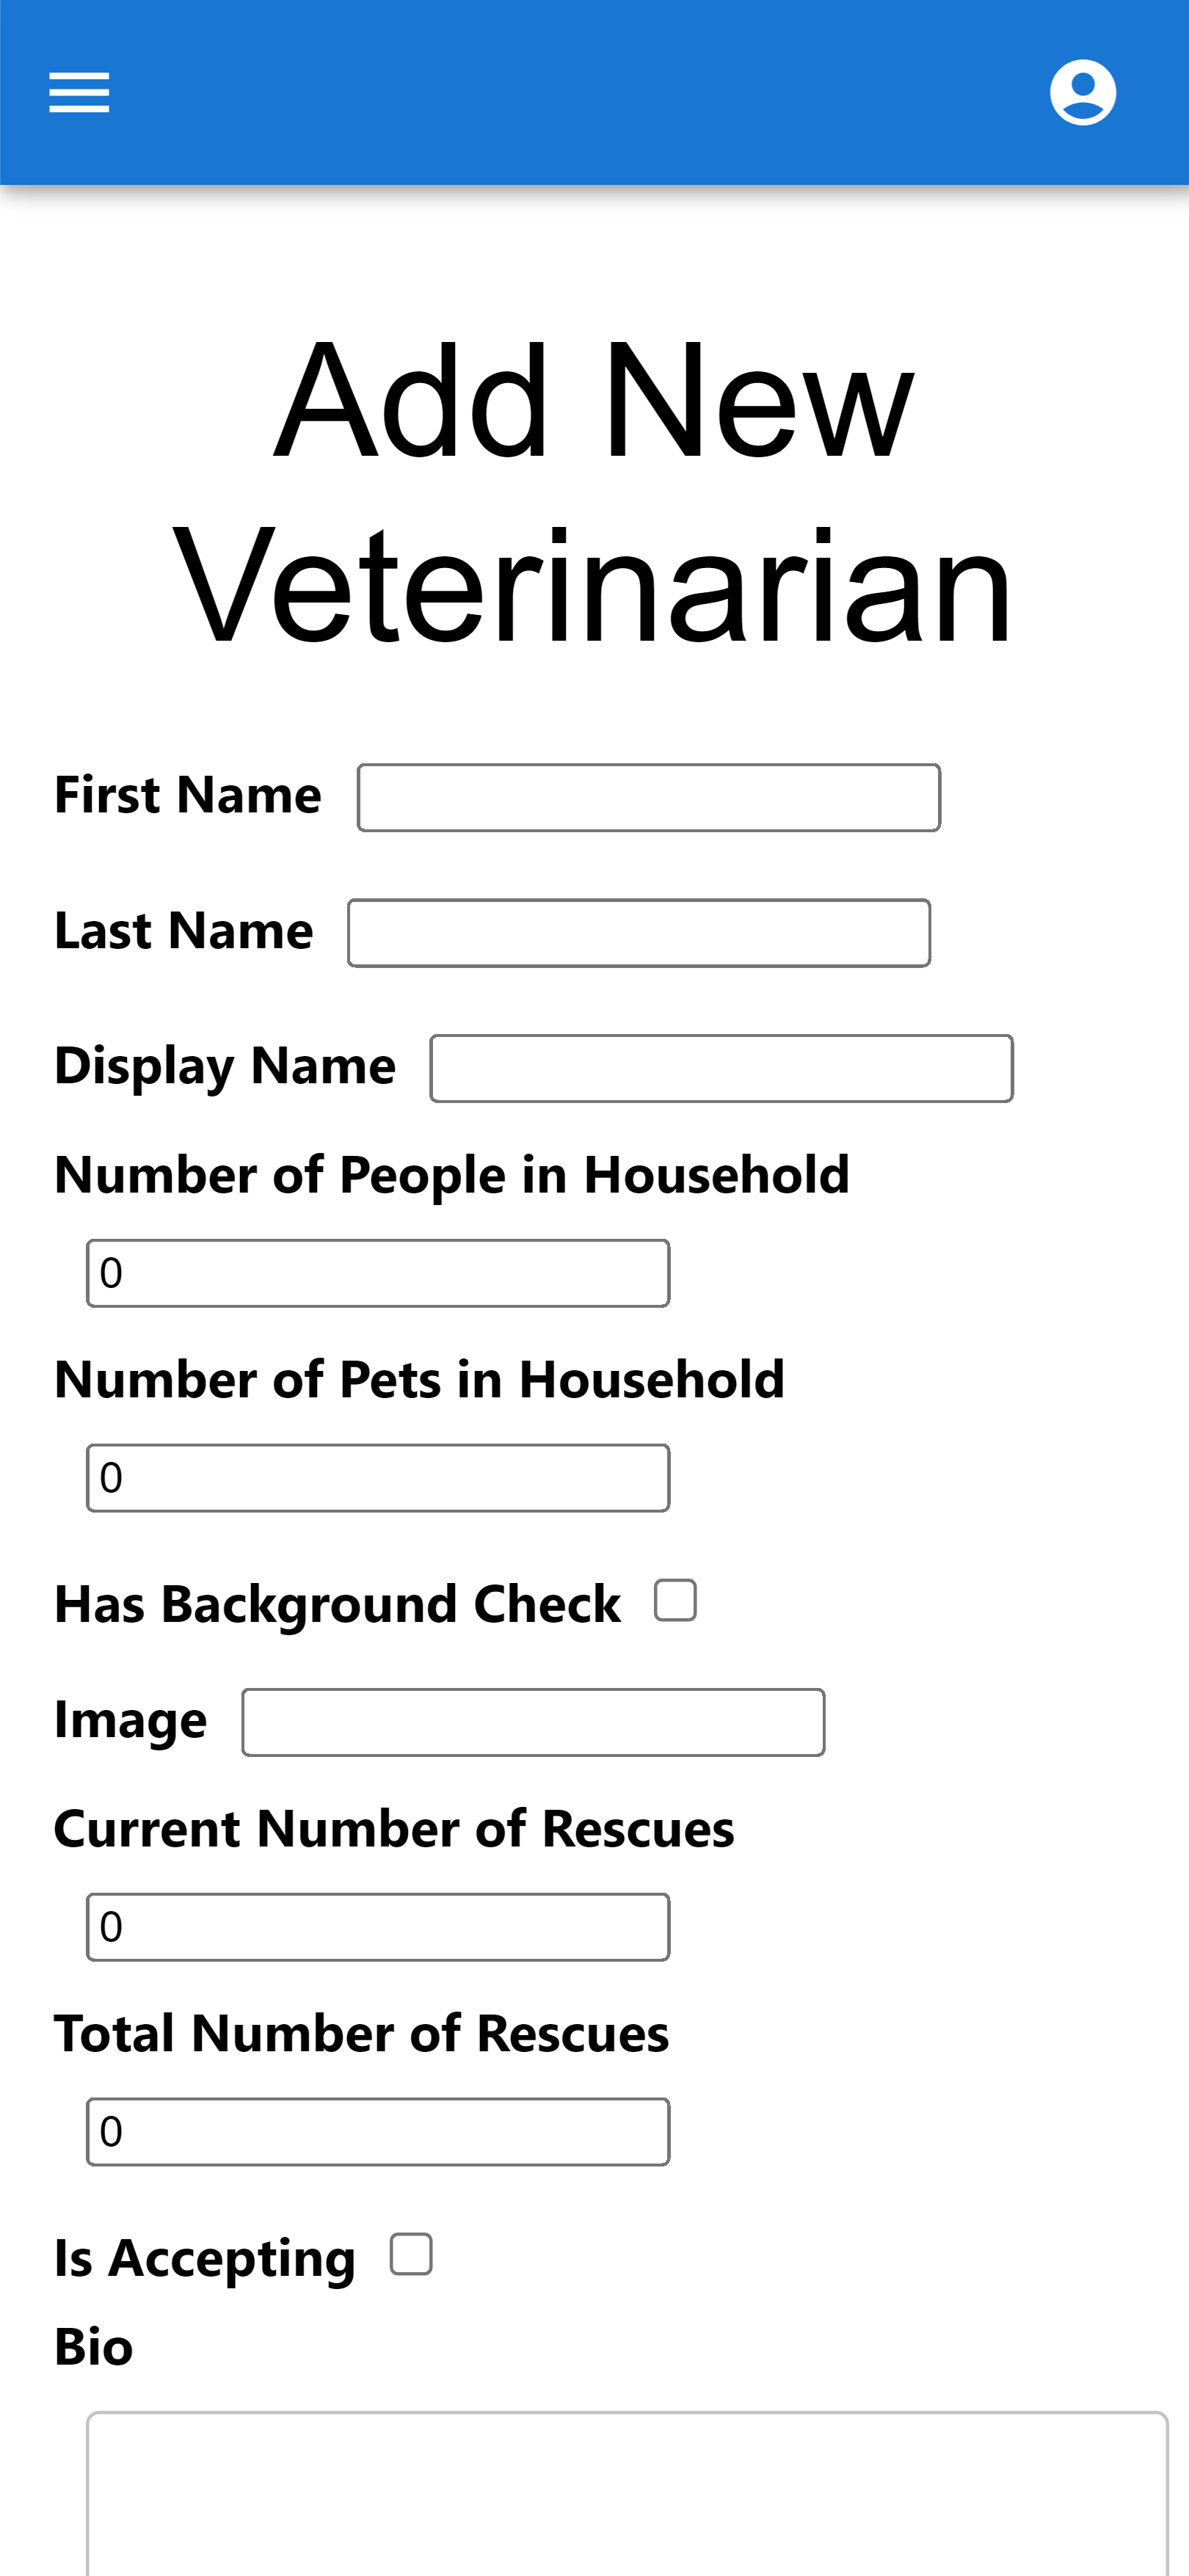 Add New
Veterinarian
First Name
Last Name
Display Name
Number of People in Household
0
Number of Pets in Household
0
Has Background Check
Image
Current Number of Rescues
0
Total Number of Rescues
0
Is Accepting
Bio